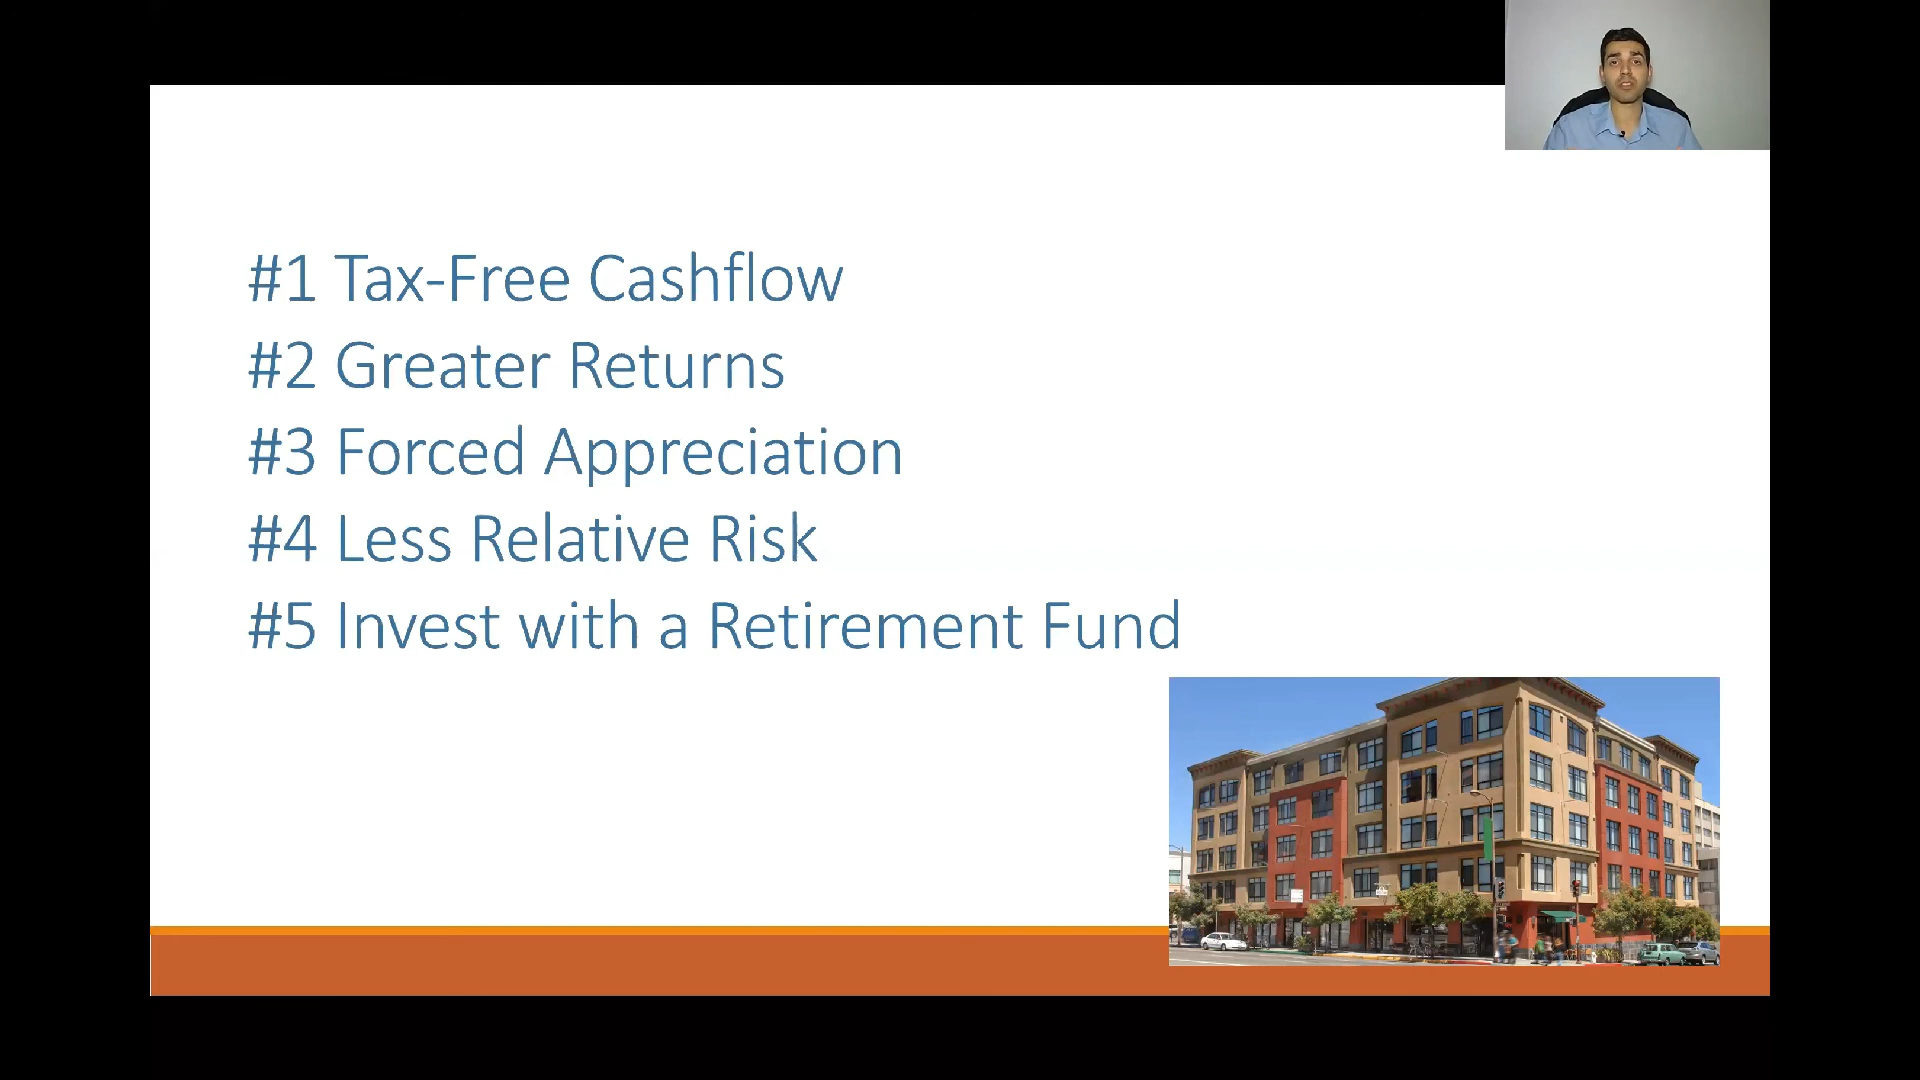 #1 Tax-Free Cashflow
#2 Greater Returns
#3 Forced Appreciation
#4 Less Relative Risk
#5 Invest with a Retirement Fund